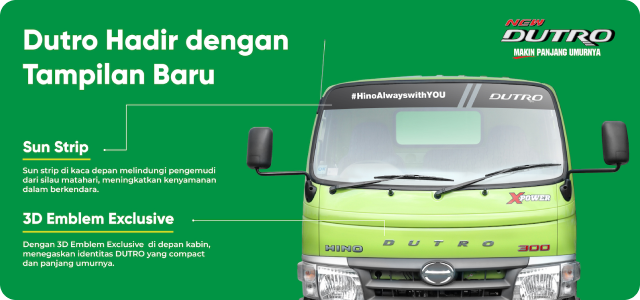 Dutro Hadir dengan
Tampilan Baru
NEW
DUTRO
MAKIN PANJANG UMURNYA
#HinoAlwayswithYOU
DUTRO
Sun Strip
Sun strip di kaca depan melindungi pengemudi
dari silau matahari, meningkatkan kenyamanan
dalam berkendara.
XPOWER
3D Emblem Exclusive
Dengan 3D Emblem Exclusive di depan kabin,
menegaskan identitas DUTRO yang compact
dan panjang umurnya.
HINO
DUTRO
300